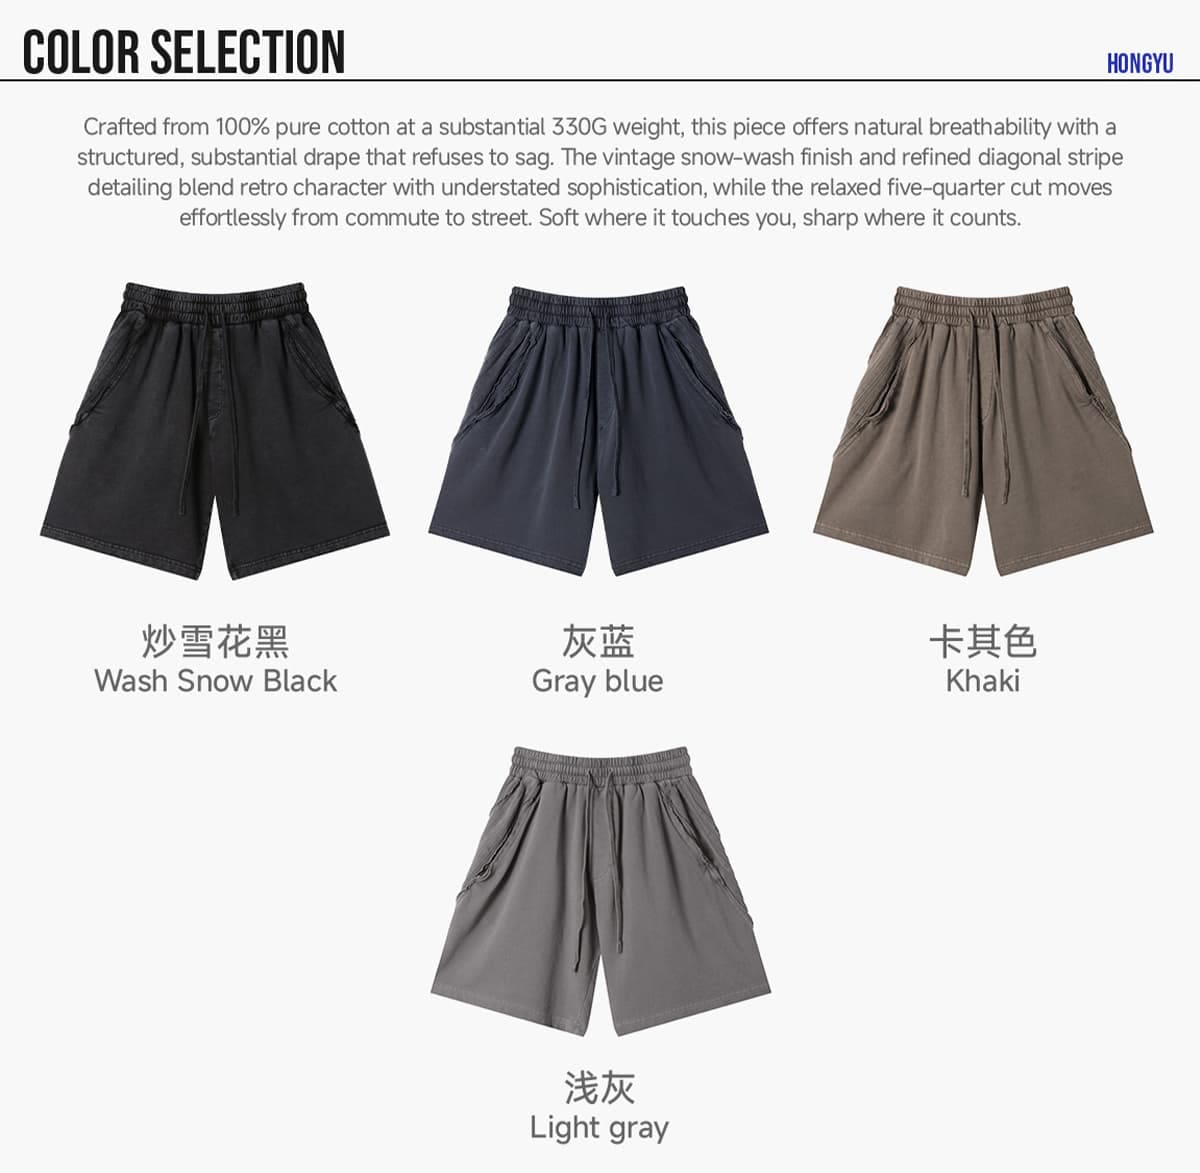 COLOR SELECTION
HONGYU
Crafted from 100% pure cotton at a substantial 330G weight, this piece offers natural breathability with a
structured, substantial drape that refuses to sag. The vintage snow-wash finish and refined diagonal stripe
detailing blend retro character with understated sophistication, while the relaxed five-quarter cut moves
effortlessly from commute to street. Soft where it touches you, sharp where it counts.
炒雪花黑
Wash Snow Black
灰蓝
Gray blue
卡其色
Khaki
浅灰
Light gray